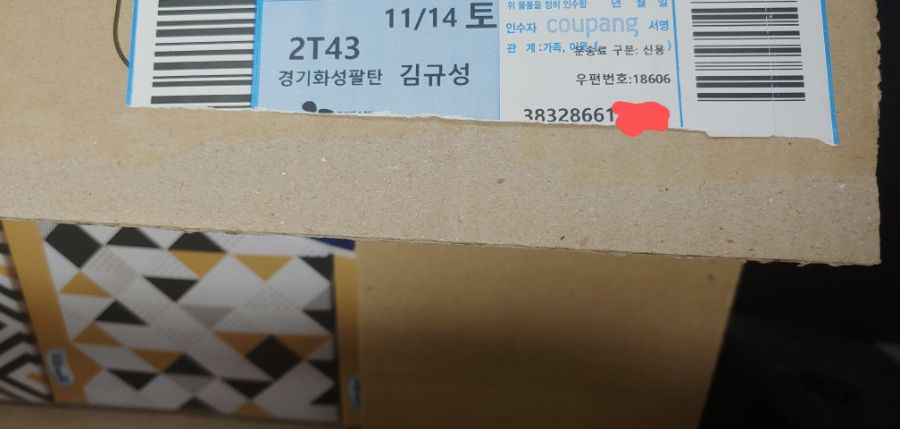 11/14 토
2T43
경기화성팔탄 김규성
위 물품을 정히 인수함 년 월 일
인수자 coupang 서명
관 계 :가족, 이웃 ( )
운송료 구분: 신용
우편번호:18606
38328661